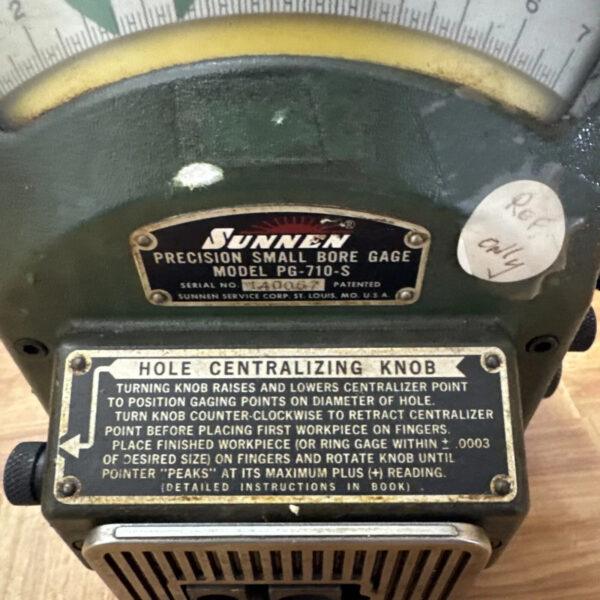 2
6
7
SUNNEN ®
PRECISION SMALL BORE GAGE
MODEL PG-710-S
SERIAL NO. 140067 PATENTED
SUNNEN SERVICE CORP. ST. LOUIS, MO. U.S.A.
REF
ONLY
HOLE CENTRALIZING KNOB
TURNING KNOB RAISES AND LOWERS CENTRALIZER POINT
TO POSITION GAGING POINTS ON DIAMETER OF HOLE.
TURN KNOB COUNTER-CLOCKWISE TO RETRACT CENTRALIZER
POINT BEFORE PLACING FIRST WORKPIECE ON FINGERS.
PLACE FINISHED WORKPIECE (OR RING GAGE WITHIN ± .0003
OF DESIRED SIZE) ON FINGERS AND ROTATE KNOB UNTIL
POINTER "PEAKS" AT ITS MAXIMUM PLUS (+) READING.
(DETAILED INSTRUCTIONS IN BOOK)